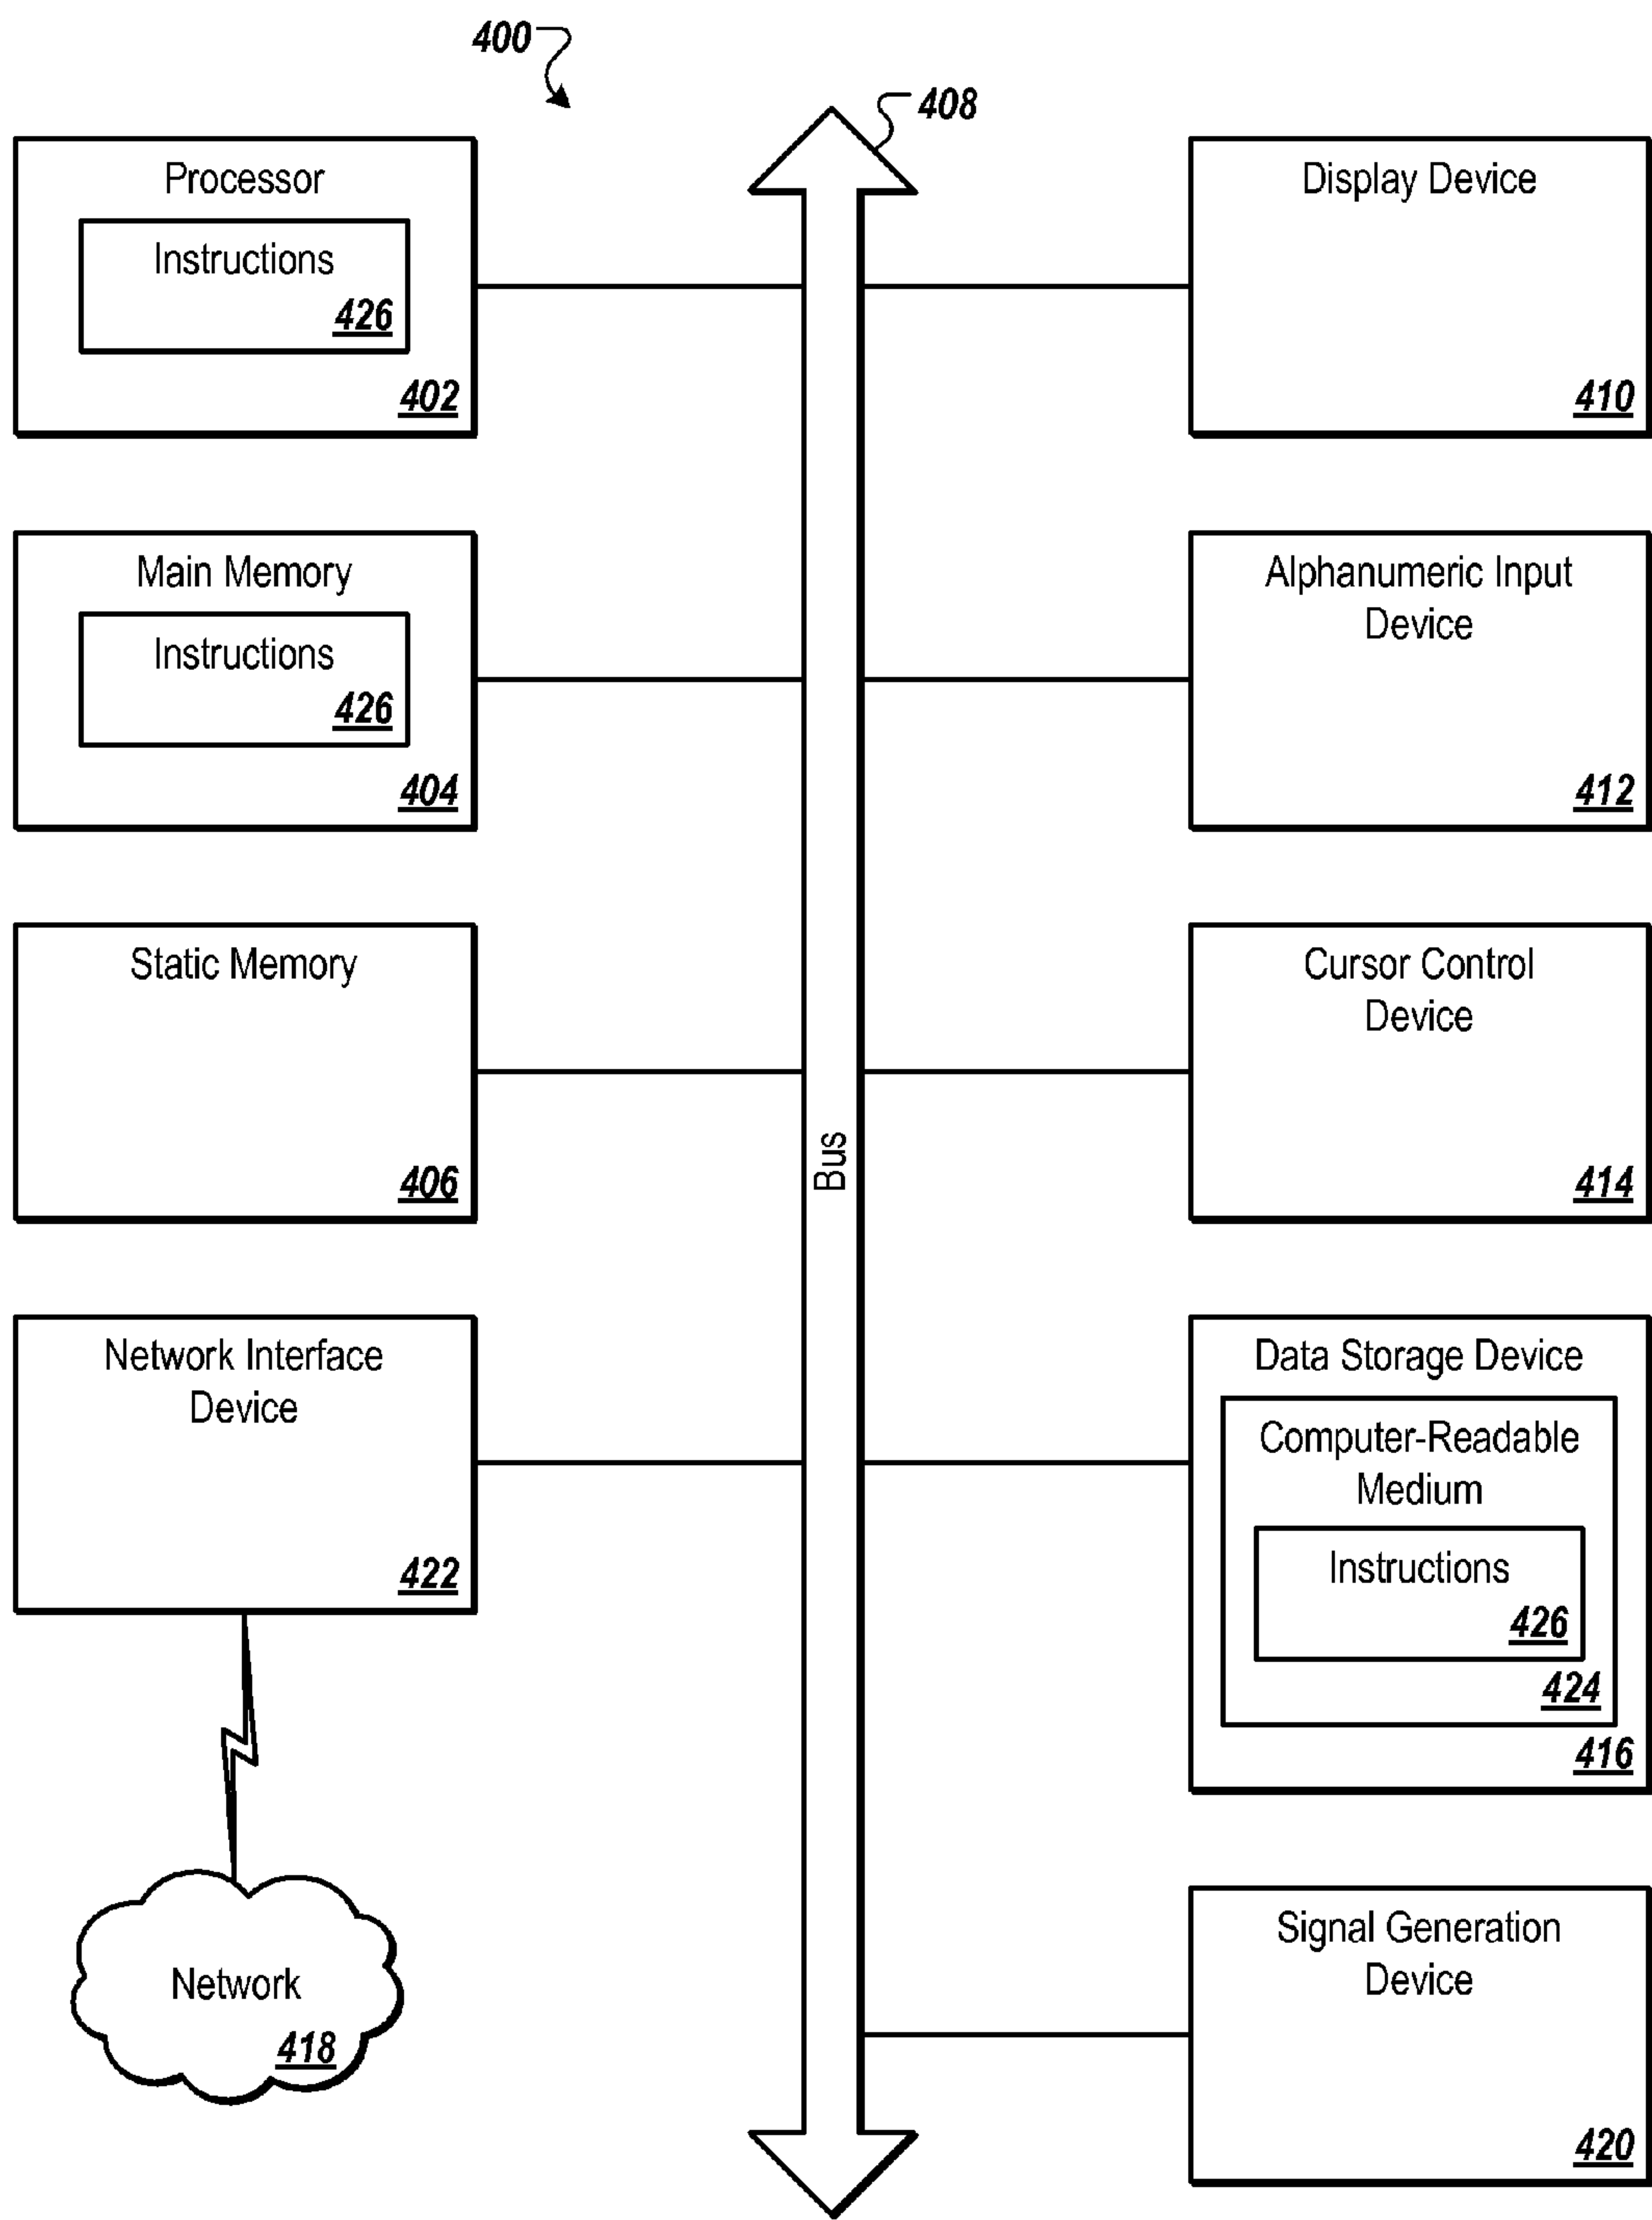 400
408
Processor
Instructions
426
402
Display Device
410
Main Memory
Instructions
426
404
Alphanumeric Input
Device
412
Static Memory
406
Cursor Control
Device
414
Bus
Network Interface
Device
422
Data Storage Device
Computer-Readable
Medium
Instructions
426
424
416
Network
418
Signal Generation
Device
420